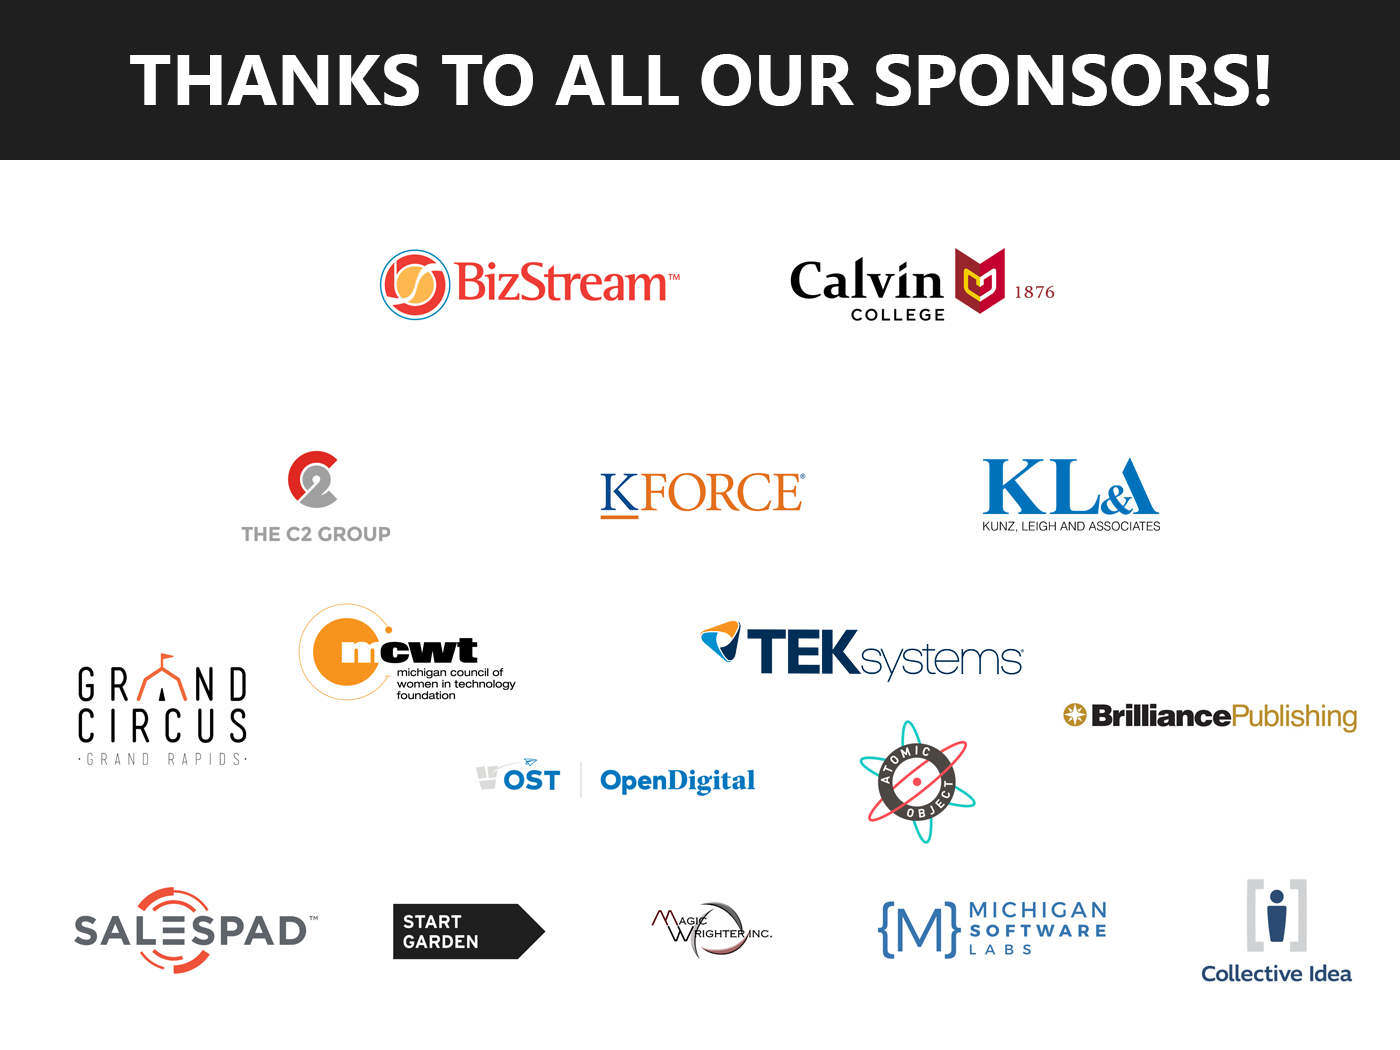 THANKS TO ALL OUR SPONSORS!
BizStream™
Calvin
COLLEGE
1876
C2
THE C2 GROUP
KFORCE®
KL&A
KUNZ, LEIGH AND ASSOCIATES
GRAND
CIRCUS
·GRAND RAPIDS·
mcwt
michigan council of
women in technology
foundation
TEKsystems®
BrilliancePublishing
OST
OpenDigital
ATOMIC
OBJECT
SALESPAD™
START
GARDEN
MAGIC
WRIGHTER, INC.
{M}
MICHIGAN
SOFTWARE
LABS
[i]
Collective Idea